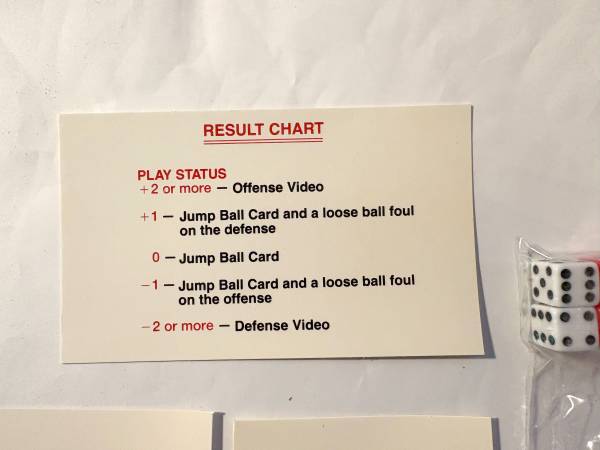 RESULT CHART
PLAY STATUS
+2 or more — Offense Video
+1 — Jump Ball Card and a loose ball foul
on the defense
0 — Jump Ball Card
−1 — Jump Ball Card and a loose ball foul
on the offense
−2 or more — Defense Video